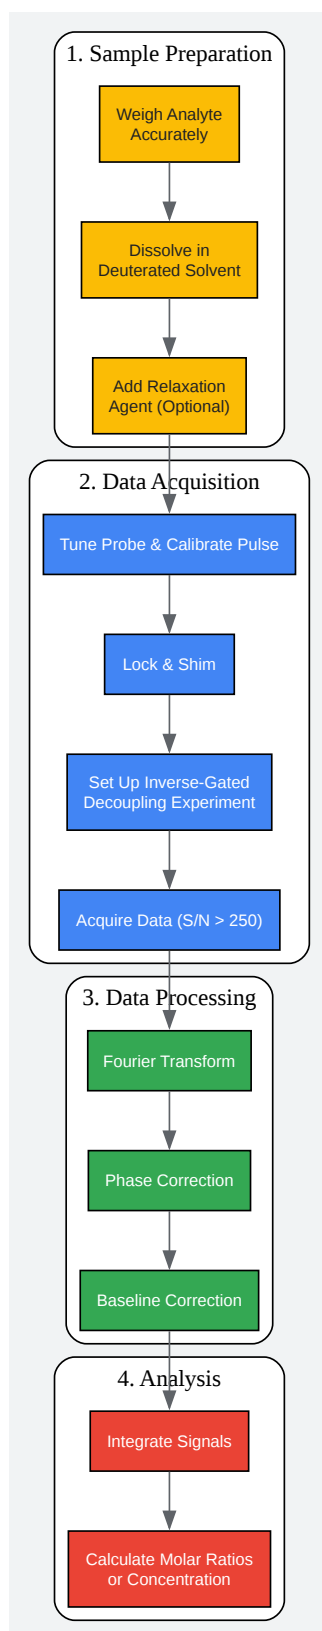 1. Sample Preparation
Weigh Analyte
Accurately
Dissolve in
Deuterated Solvent
Add Relaxation
Agent (Optional)
2. Data Acquisition
Tune Probe & Calibrate Pulse
Lock & Shim
Set Up Inverse-Gated
Decoupling Experiment
Acquire Data (S/N > 250)
3. Data Processing
Fourier Transform
Phase Correction
Baseline Correction
4. Analysis
Integrate Signals
Calculate Molar Ratios
or Concentration